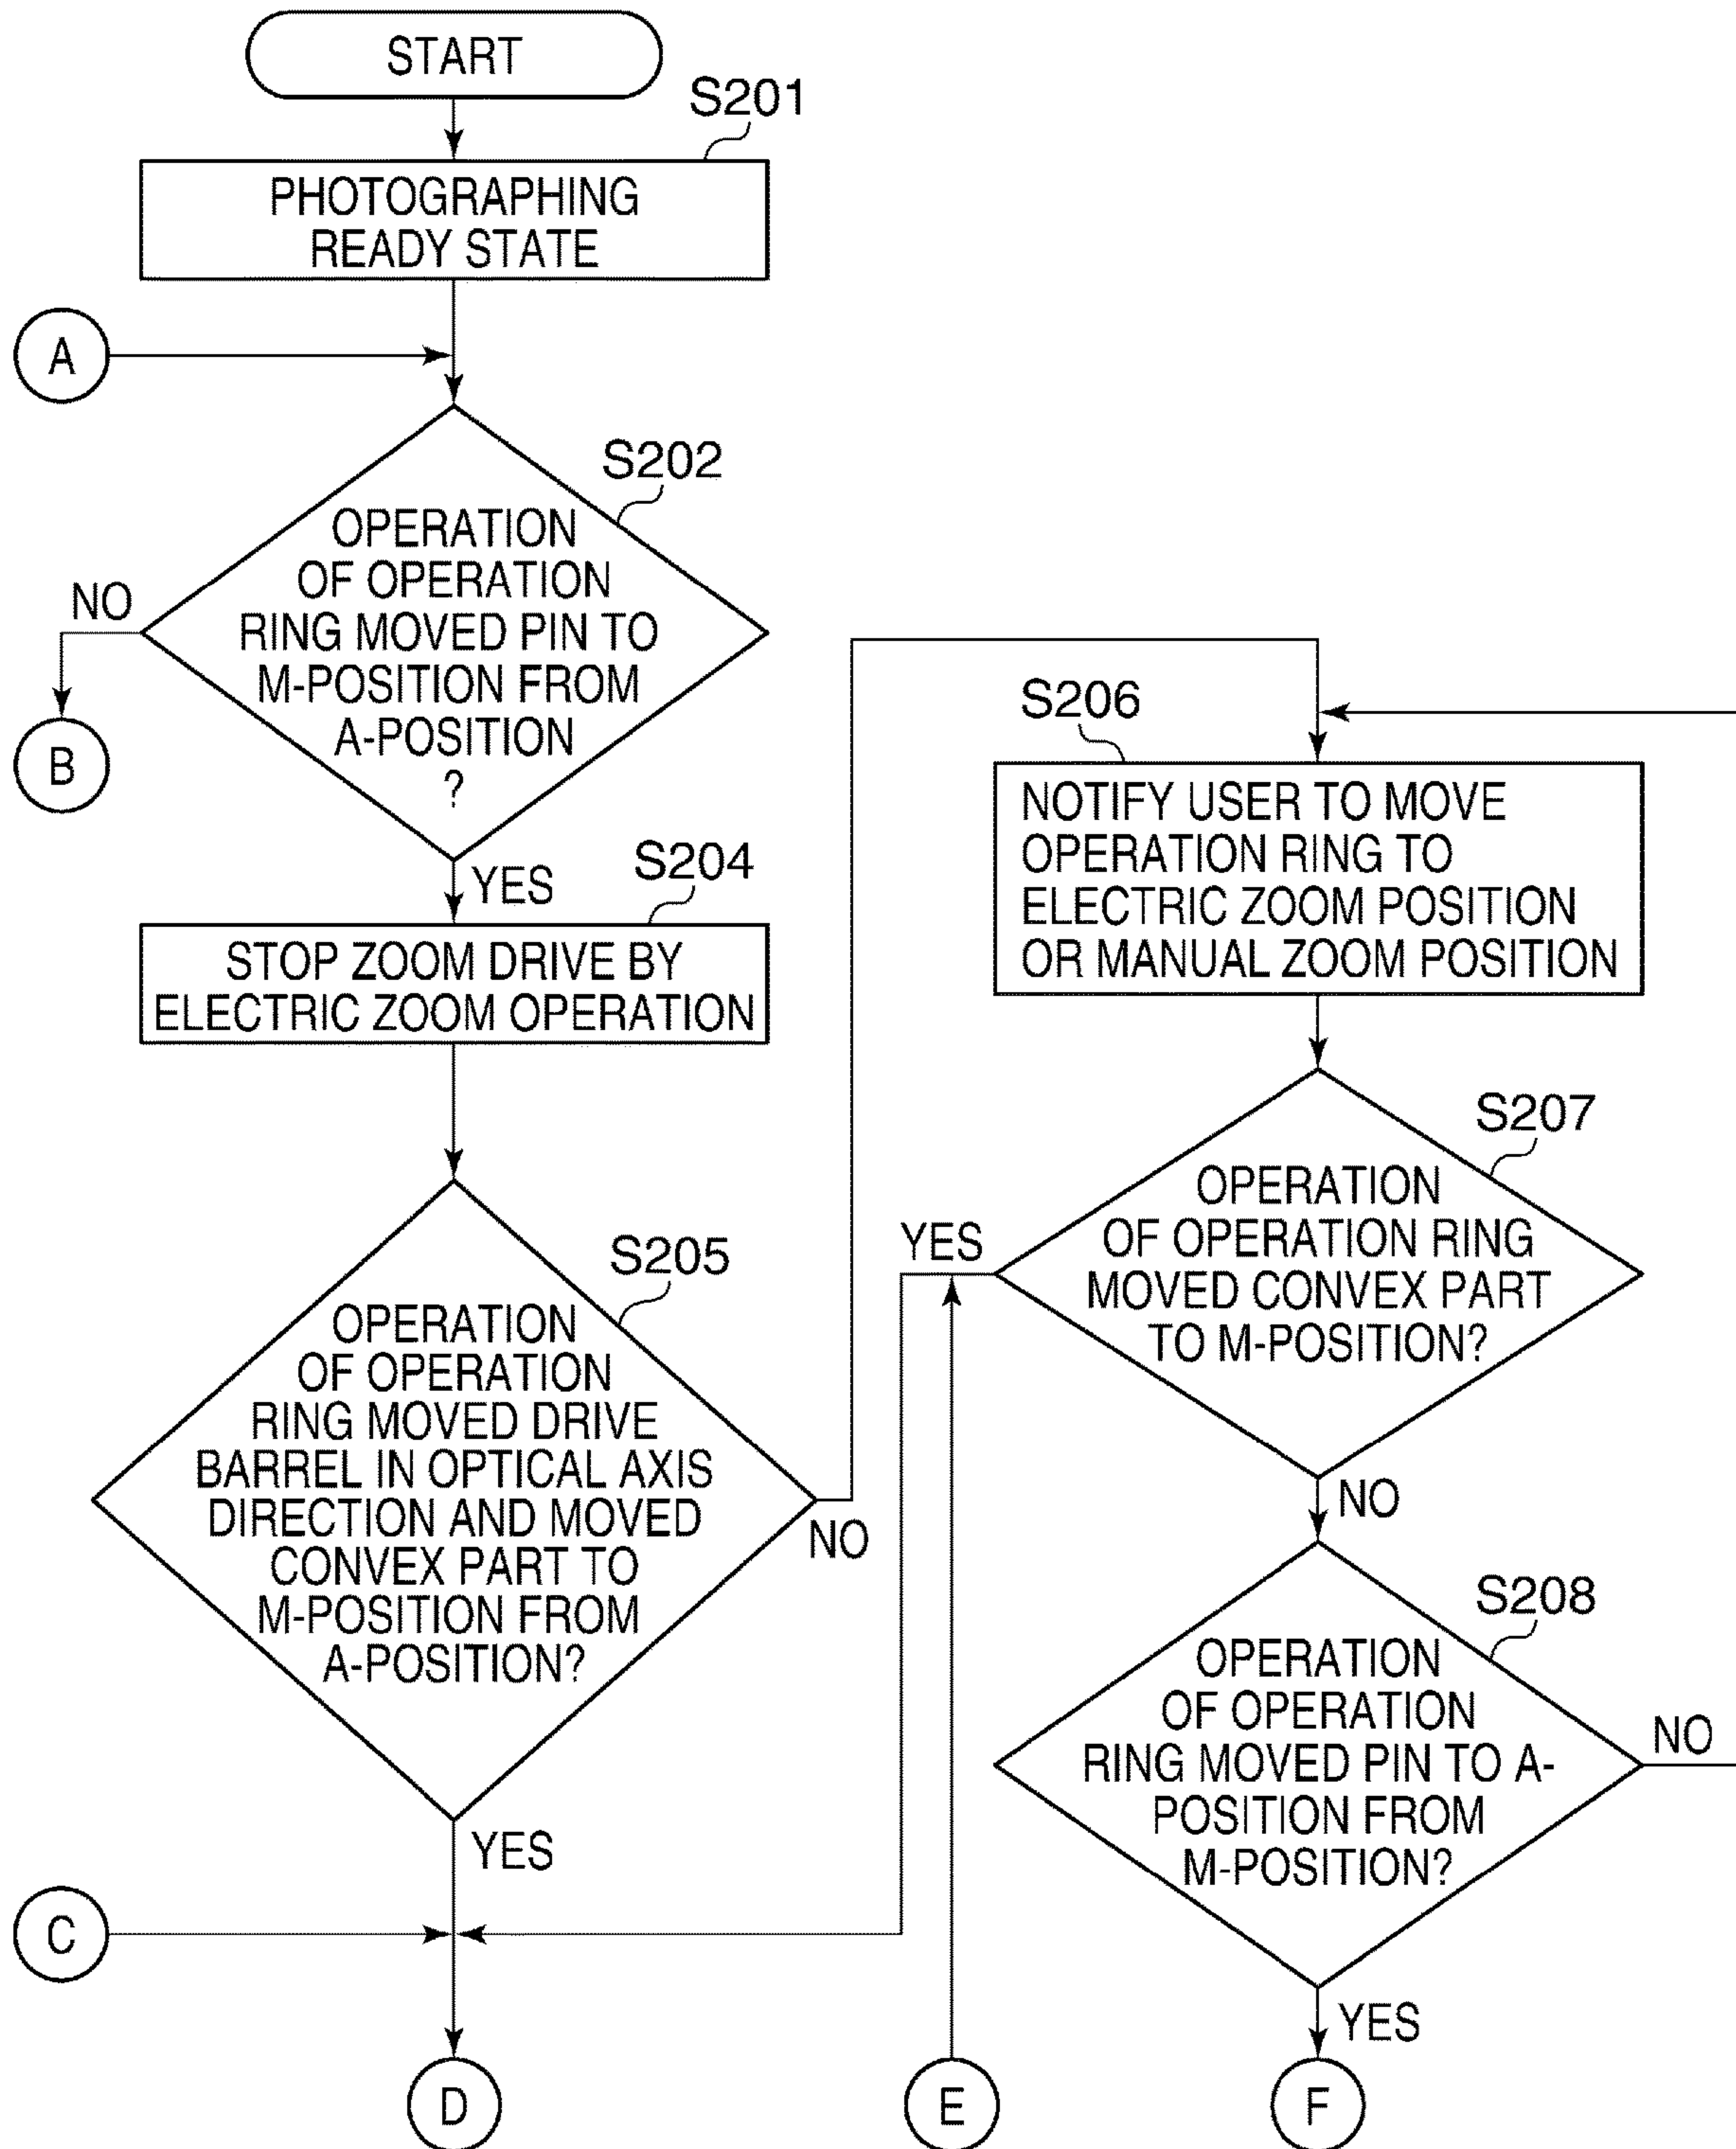 START
S201
PHOTOGRAPHING
READY STATE
A
S202
OPERATION
OF OPERATION
RING MOVED PIN TO
M-POSITION FROM
A-POSITION
?
NO
B
YES
S204
STOP ZOOM DRIVE BY
ELECTRIC ZOOM OPERATION
S205
OPERATION
OF OPERATION
RING MOVED DRIVE
BARREL IN OPTICAL AXIS
DIRECTION AND MOVED
CONVEX PART TO
M-POSITION FROM
A-POSITION?
NO
YES
C
D
S206
NOTIFY USER TO MOVE
OPERATION RING TO
ELECTRIC ZOOM POSITION
OR MANUAL ZOOM POSITION
S207
OPERATION
OF OPERATION RING
MOVED CONVEX PART
TO M-POSITION?
YES
NO
S208
OPERATION
OF OPERATION
RING MOVED PIN TO A-
POSITION FROM
M-POSITION?
NO
YES
E
F